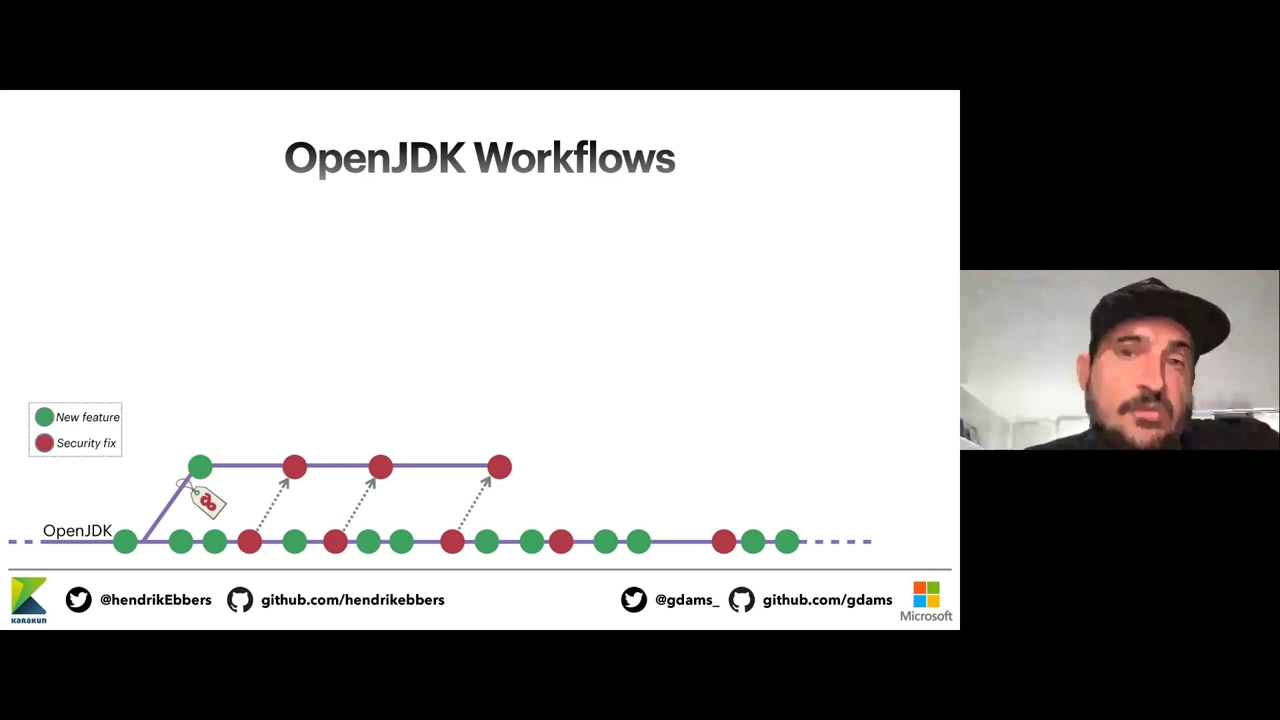 OpenJDK Workflows
New feature
Security fix
OpenJDK
KARAKUN
@hendrikEbbers
github.com/hendrikebbers
@gdams_
github.com/gdams
Microsoft